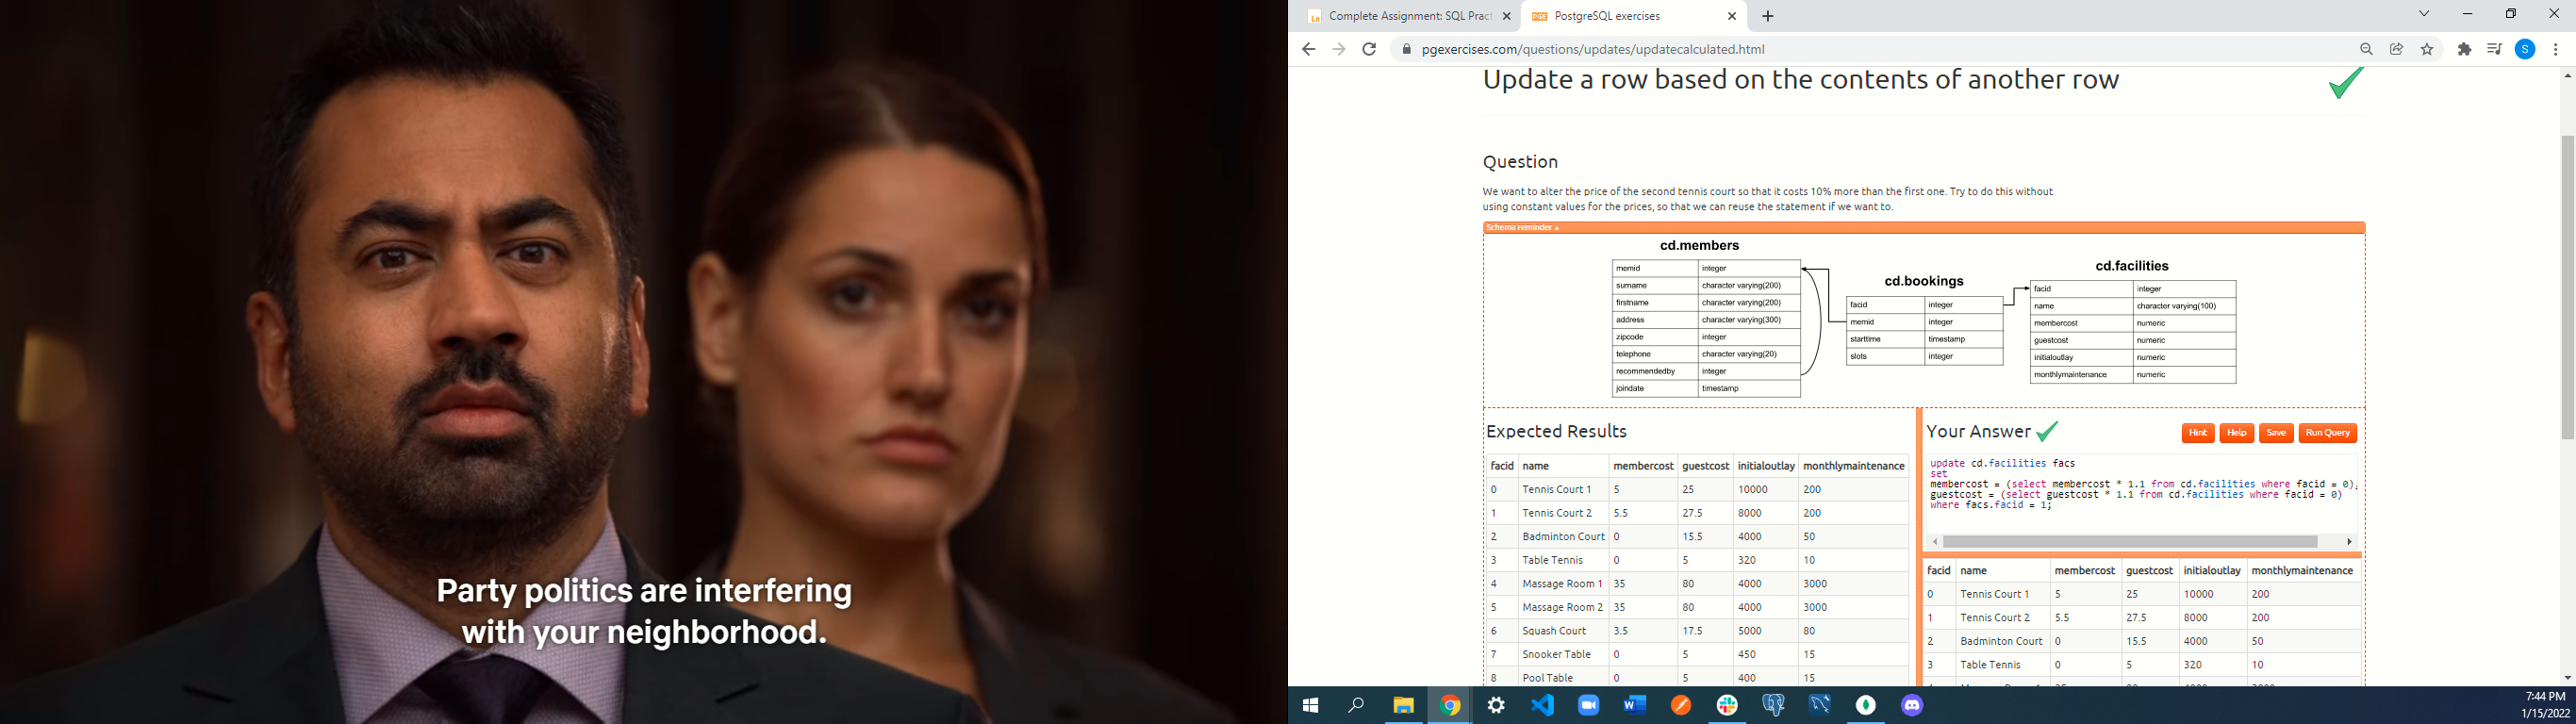 Party politics are interfering
with your neighborhood.
Complete Assignment: SQL Pract
PostgreSQL exercises
pgexercises.com/questions/updates/updatecalculated.html
S
Update a row based on the contents of another row
Question
We want to alter the price of the second tennis court so that it costs 10% more than the first one. Try to do this without
using constant values for the prices, so that we can reuse the statement if we want to.
Schema reminder
cd.members
memid integer
surname character varying(200)
firstname character varying(200)
address character varying(300)
zipcode integer
telephone character varying(20)
recommendedby integer
joindate timestamp
cd.bookings
facid integer
memid integer
starttime timestamp
slots integer
cd.facilities
facid integer
name character varying(100)
membercost numeric
guestcost numeric
initialoutlay numeric
monthlymaintenance numeric
Expected Results
facid name membercost guestcost initialoutlay monthlymaintenance
0 Tennis Court 1 5 25 10000 200
1 Tennis Court 2 5.5 27.5 8000 200
2 Badminton Court 0 15.5 4000 50
3 Table Tennis 0 5 320 10
4 Massage Room 1 35 80 4000 3000
5 Massage Room 2 35 80 4000 3000
6 Squash Court 3.5 17.5 5000 80
7 Snooker Table 0 5 450 15
8 Pool Table 0 5 400 15
Your Answer
Hint Help Save Run Query
update cd.facilities facs
set
membercost = (select membercost * 1.1 from cd.facilities where facid = 0),
guestcost = (select guestcost * 1.1 from cd.facilities where facid = 0)
where facs.facid = 1;
facid name membercost guestcost initialoutlay monthlymaintenance
0 Tennis Court 1 5 25 10000 200
1 Tennis Court 2 5.5 27.5 8000 200
2 Badminton Court 0 15.5 4000 50
3 Table Tennis 0 5 320 10
7:44 PM
1/15/2022